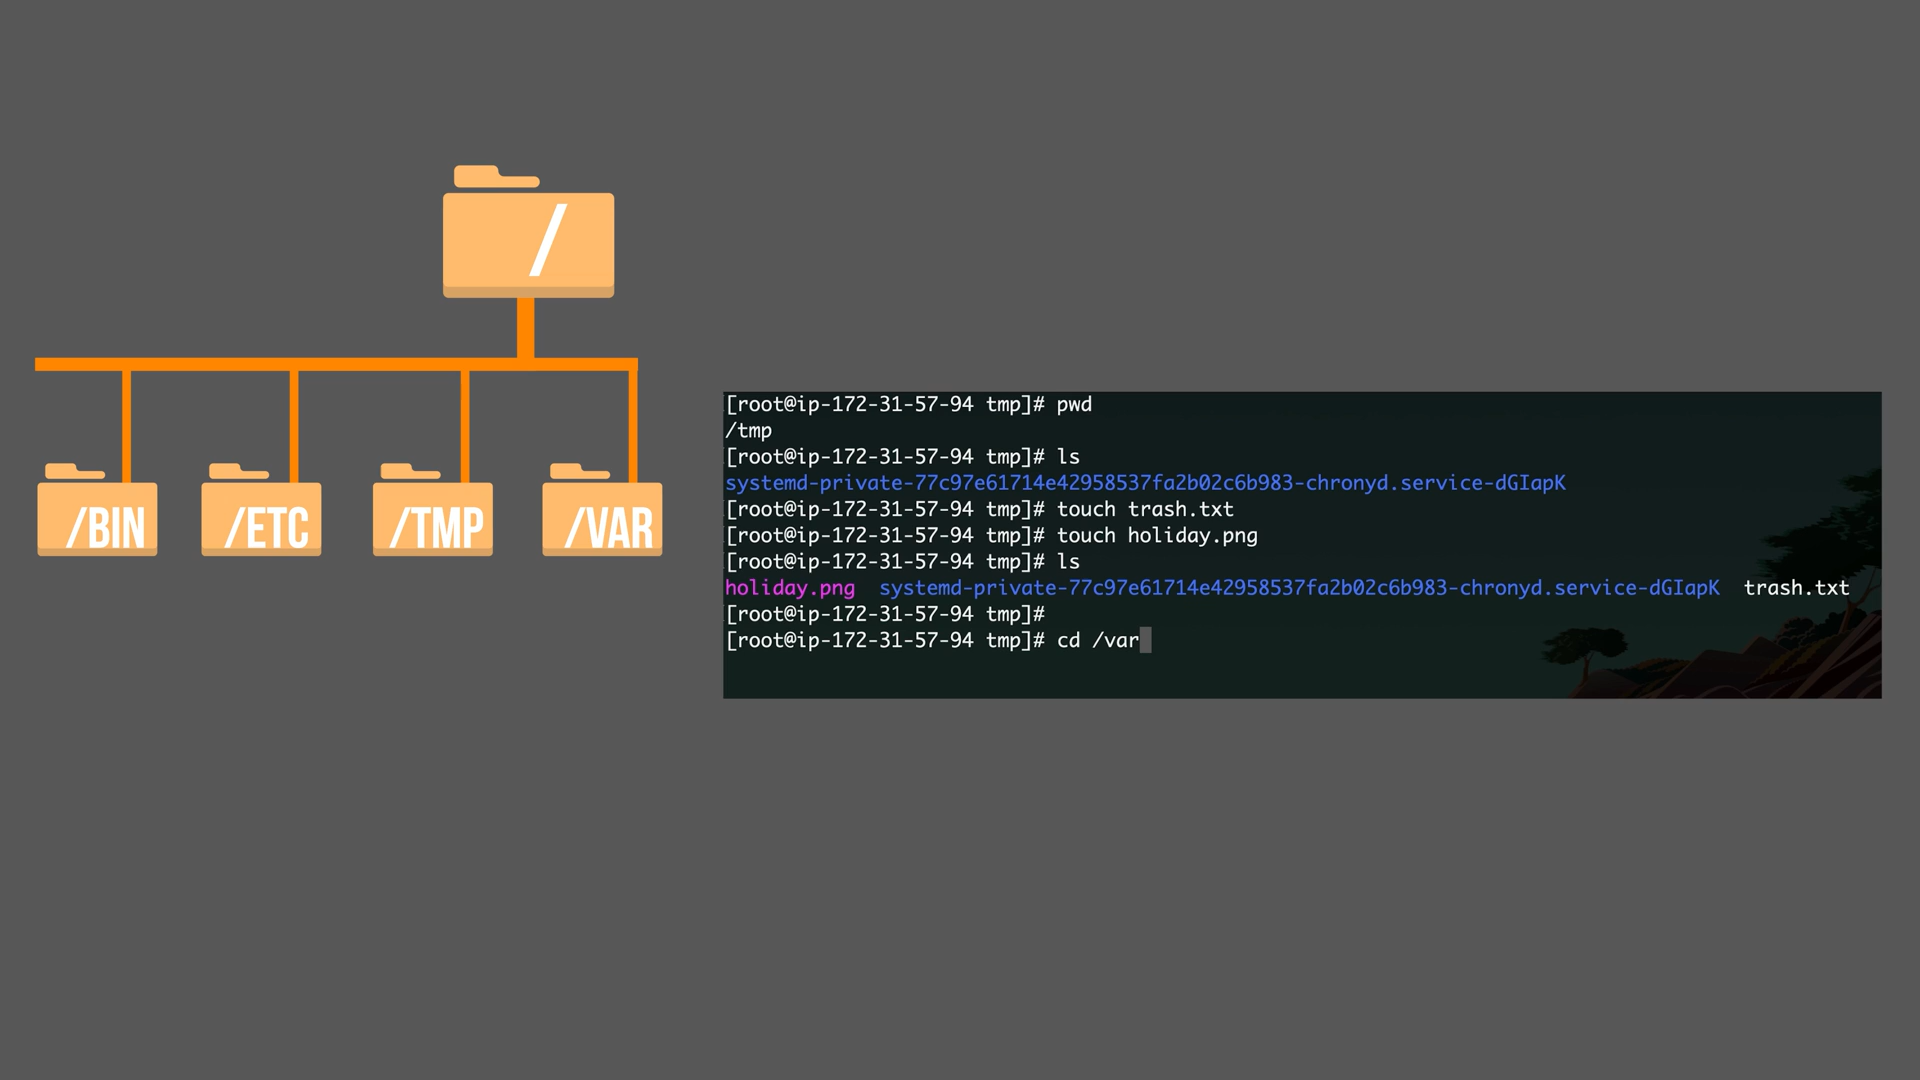 /
/BIN
/ETC
/TMP
/VAR
[root@ip-172-31-57-94 tmp]# pwd
/tmp
[root@ip-172-31-57-94 tmp]# ls
systemd-private-77c97e61714e42958537fa2b02c6b983-chronyd.service-dGIapK
[root@ip-172-31-57-94 tmp]# touch trash.txt
[root@ip-172-31-57-94 tmp]# touch holiday.png
[root@ip-172-31-57-94 tmp]# ls
holiday.png  systemd-private-77c97e61714e42958537fa2b02c6b983-chronyd.service-dGIapK  trash.txt
[root@ip-172-31-57-94 tmp]#
[root@ip-172-31-57-94 tmp]# cd /var